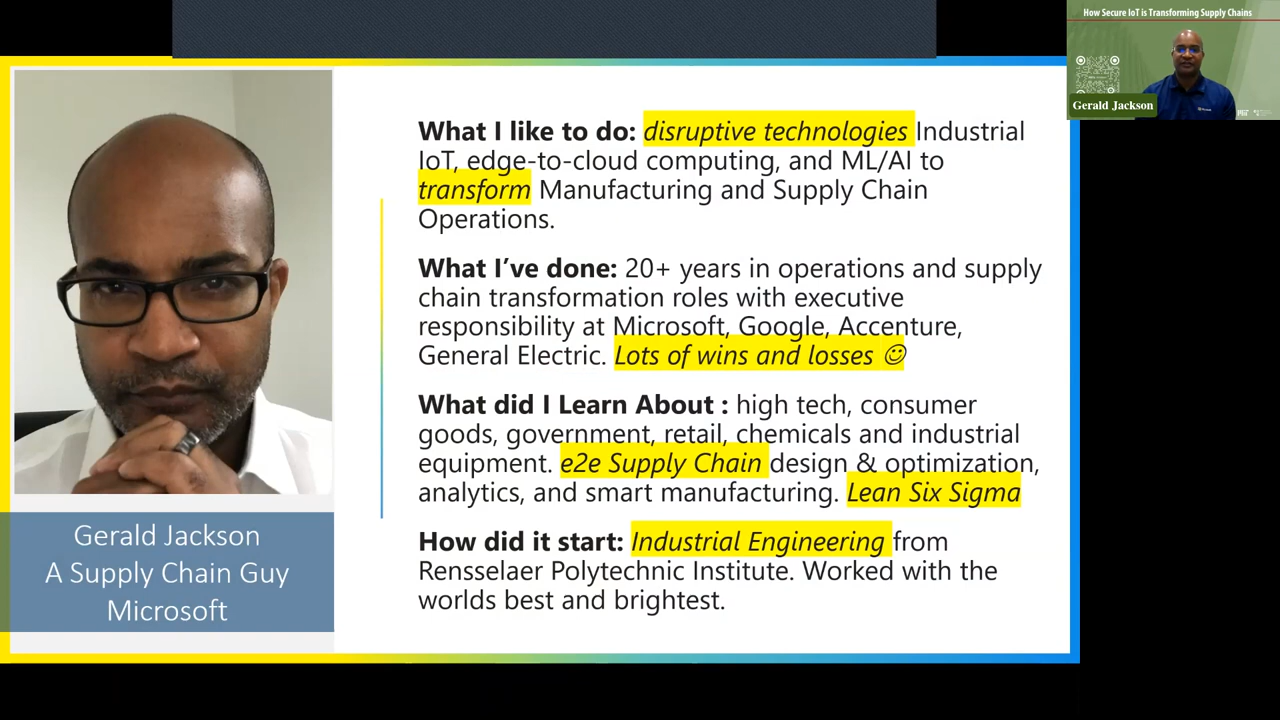 How Secure IoT is Transforming Supply Chains
Gerald Jackson
What I like to do: disruptive technologies Industrial
IoT, edge-to-cloud computing, and ML/AI to
transform Manufacturing and Supply Chain
Operations.
What I've done: 20+ years in operations and supply
chain transformation roles with executive
responsibility at Microsoft, Google, Accenture,
General Electric. Lots of wins and losses ☺
What did I Learn About : high tech, consumer
goods, government, retail, chemicals and industrial
equipment. e2e Supply Chain design & optimization,
analytics, and smart manufacturing. Lean Six Sigma
How did it start: Industrial Engineering from
Rensselaer Polytechnic Institute. Worked with the
worlds best and brightest.
Gerald Jackson
A Supply Chain Guy
Microsoft